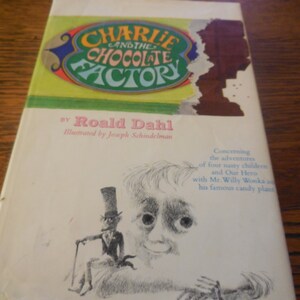 CHARLIE
AND THE
CHOCOLATE
FACTORY
BY Roald Dahl
Illustrated by Joseph Schindelman
Concerning
the adventures
of four nasty children
and Our Hero
with Mr. Willy Wonka and
his famous candy plant